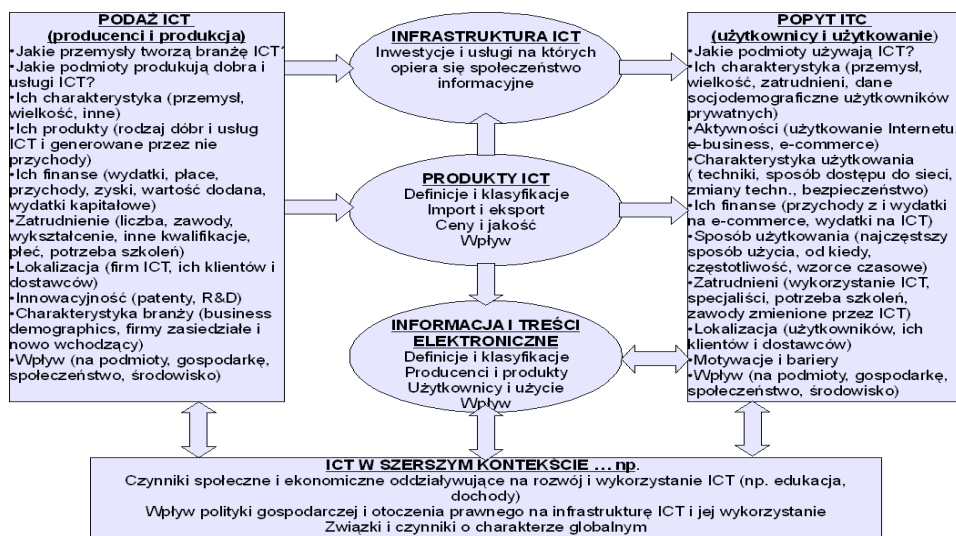 PODAŻ ICT
(producenci i produkcja)
•Jakie przemysły tworzą branżę ICT?
•Jakie podmioty produkują dobra i
usługi ICT?
•Ich charakterystyka (przemysł,
wielkość, inne)
•Ich produkty (rodzaj dóbr i usług
ICT i generowane przez nie
przychody)
•Ich finanse (wydatki, płace,
przychody, zyski, wartość dodana,
wydatki kapitałowe)
•Zatrudnienie (liczba, zawody,
wykształcenie, inne kwalifikacje,
płeć, potrzeba szkoleń)
•Lokalizacja (firm ICT, ich klientów i
dostawców)
•Innowacyjność (patenty, R&D)
•Charakterystyka branży (business
demographics, firmy zasiedziałe i
nowo wchodzący)
•Wpływ (na podmioty, gospodarkę,
społeczeństwo, środowisko)
INFRASTRUKTURA ICT
Inwestycje i usługi na których
opiera się społeczeństwo
informacyjne
PRODUKTY ICT
Definicje i klasyfikacje
Import i eksport
Ceny i jakość
Wpływ
INFORMACJA I TREŚCI
ELEKTRONICZNE
Definicje i klasyfikacje
Producenci i produkty
Użytkownicy i użycie
Wpływ
POPYT ITC
(użytkownicy i użytkowanie)
•Jakie podmioty używają ICT?
•Ich charakterystyka (przemysł,
wielkość, zatrudnieni, dane
socjodemograficzne użytkowników
prywatnych)
•Aktywności (użytkowanie Internetu,
e-business, e-commerce)
•Charakterystyka użytkowania
( techniki, sposób dostępu do sieci,
zmiany techn., bezpieczeństwo)
•Ich finanse (przychody z i wydatki
na e-commerce, wydatki na ICT)
•Sposób użytkowania (najczęstszy
sposób użycia, od kiedy,
częstotliwość, wzorce czasowe)
•Zatrudnieni (wykorzystanie ICT,
specjaliści, potrzeba szkoleń,
zawody zmienione przez ICT)
•Lokalizacja (użytkowników, ich
klientów i dostawców)
•Motywacje i bariery
•Wpływ (na podmioty, gospodarkę,
społeczeństwo, środowisko)
ICT W SZERSZYM KONTEKŚCIE … np.
Czynniki społeczne i ekonomiczne oddziaływujące na rozwój i wykorzystanie ICT (np. edukacja,
dochody)
Wpływ polityki gospodarczej i otoczenia prawnego na infrastrukturę ICT i jej wykorzystanie
Związki i czynniki o charakterze globalnym